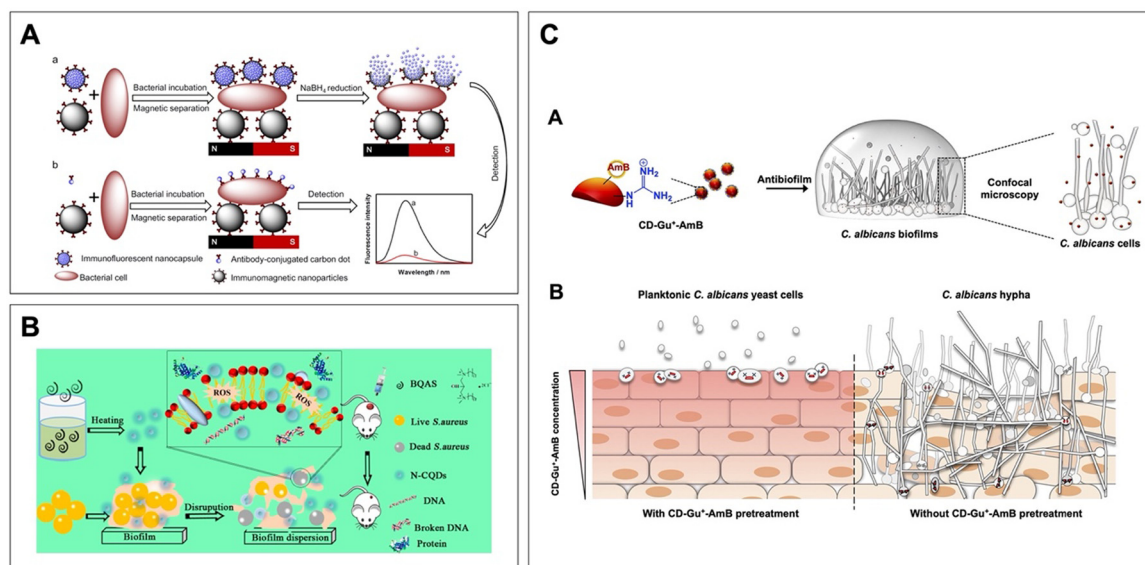 A
a
+
Bacterial incubation
Magnetic separation
NaBH4 reduction
N S
N S
Detection
b
+
Bacterial incubation
Magnetic separation
Detection
N S
Fluorescence intensity
a
b
Wavelength / nm
Immunofluorescent nanocapsule
Antibody-conjugated carbon dot
Bacterial cell
Immunomagnetic nanoparticles
B
Heating
ROS
ROS
BQAS
Live S.aureus
Dead S.aureus
N-CQDs
DNA
Broken DNA
Protein
Disrupution
Biofilm
Biofilm dispersion
C
A
AmB
NH2
N
H
NH2
CD-Gu+-AmB
Antibiofilm
C. albicans biofilms
Confocal
microscopy
C. albicans cells
B
Planktonic C. albicans yeast cells
C. albicans hypha
CD-Gu+-AmB concentration
With CD-Gu+-AmB pretreatment
Without CD-Gu+-AmB pretreatment